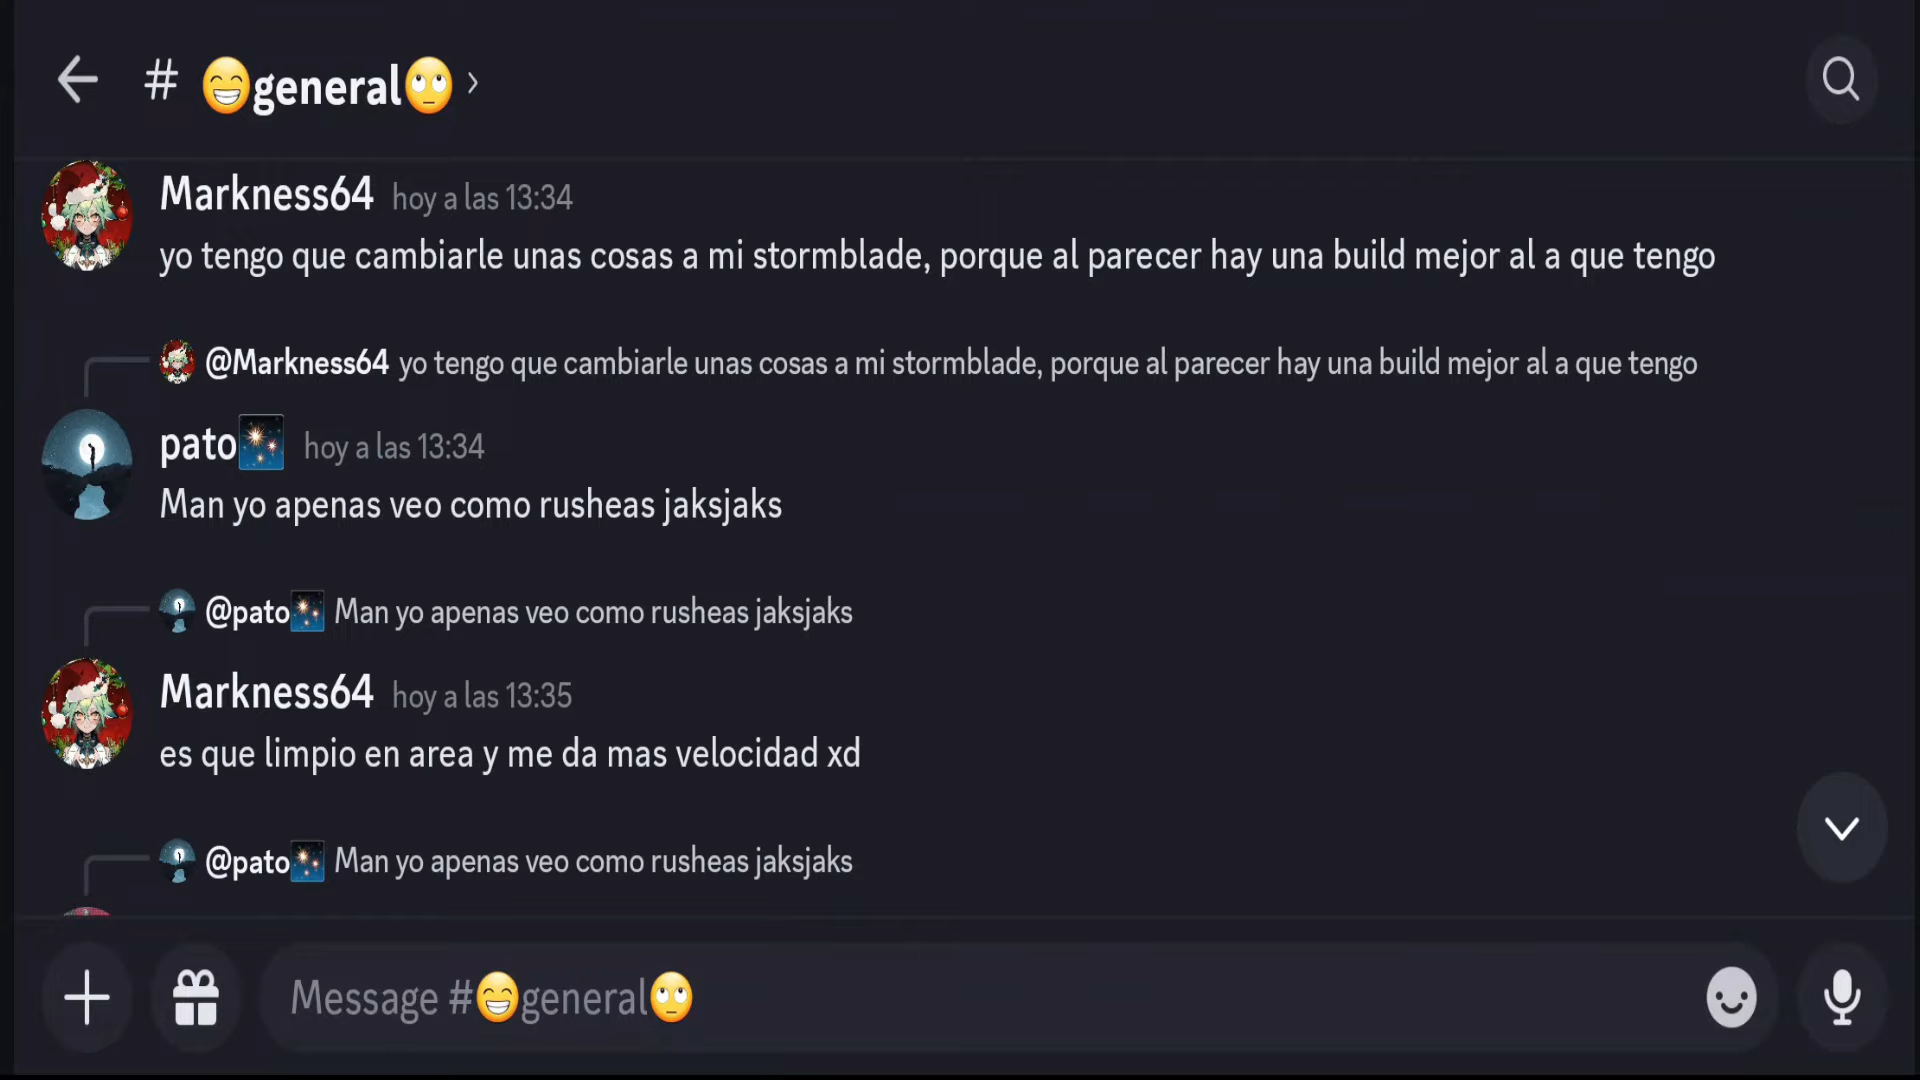 # 😁general🙄 ›
Markness64 hoy a las 13:34
yo tengo que cambiarle unas cosas a mi stormblade, porque al parecer hay una build mejor al a que tengo
@Markness64 yo tengo que cambiarle unas cosas a mi stormblade, porque al parecer hay una build mejor al a que tengo
pato🎇 hoy a las 13:34
Man yo apenas veo como rusheas jaksjaks
@pato🎇 Man yo apenas veo como rusheas jaksjaks
Markness64 hoy a las 13:35
es que limpio en area y me da mas velocidad xd
@pato🎇 Man yo apenas veo como rusheas jaksjaks
Message #😁general🙄